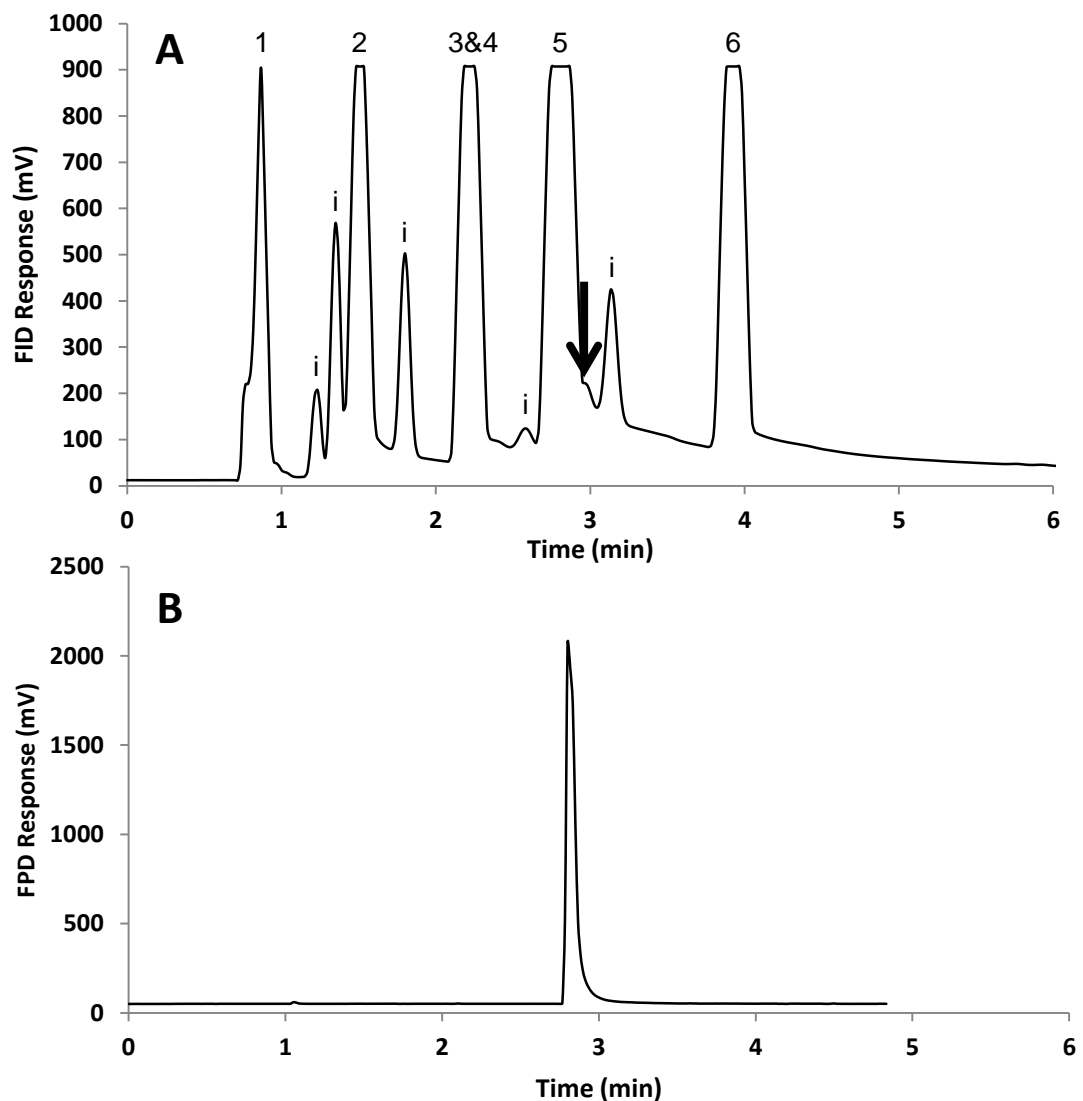 A
1
2
3&4
5
6
i
i
i
i
i
FID Response (mV)
1000
900
800
700
600
500
400
300
200
100
0
0 1 2 3 4 5 6
Time (min)
B
FPD Response (mV)
2500
2000
1500
1000
500
0
0 1 2 3 4 5 6
Time (min)